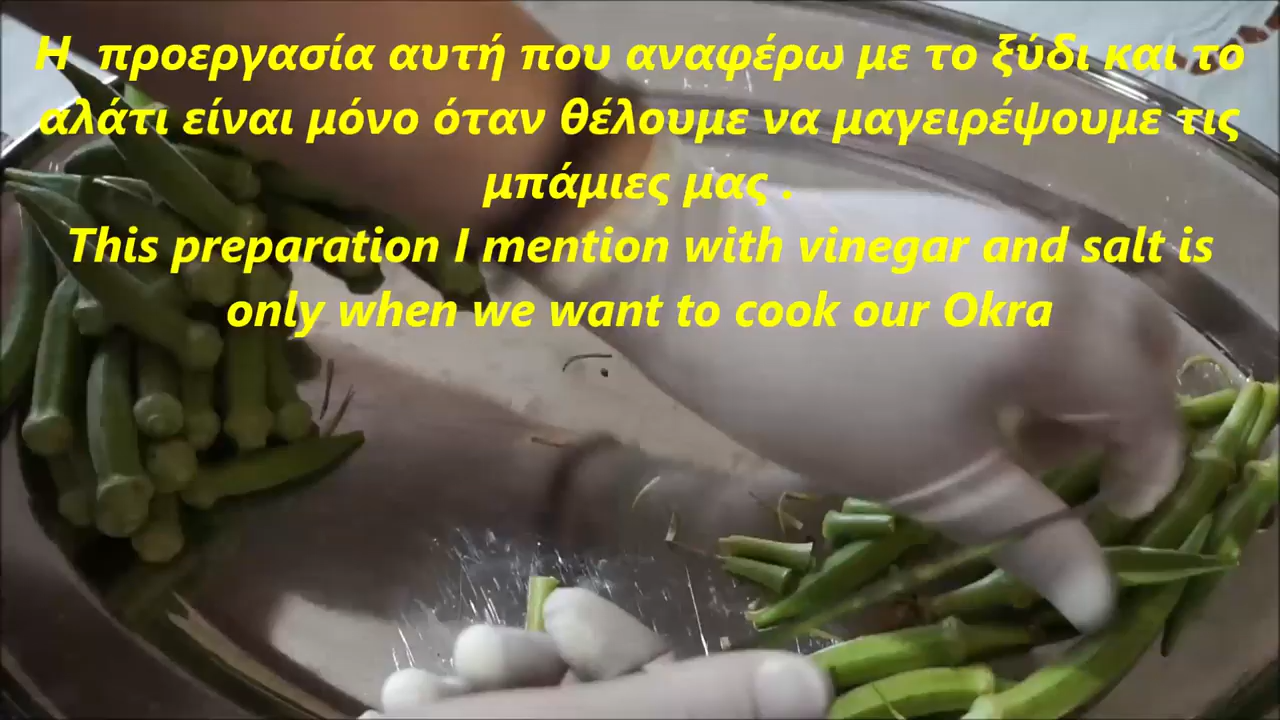 Η προεργασία αυτή που αναφέρω με το ξύδι και το
αλάτι είναι μόνο όταν θέλουμε να μαγειρέψουμε τις
μπάμιες μας .
This preparation I mention with vinegar and salt is
only when we want to cook our Okra